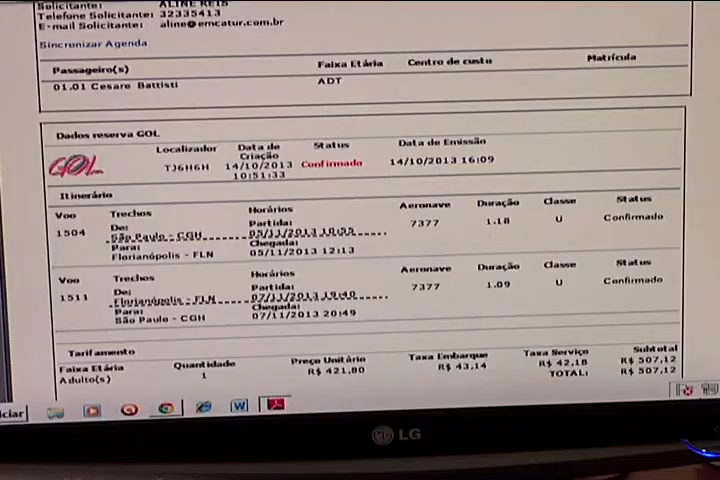 Solicitante: ALINE REIS
Telefone Solicitante: 32335413
E-mail Solicitante: aline@emcatur.com.br
Sincronizar Agenda
Passageiro(s) Faixa Etária Centro de custo Matrícula
01.01 Cesare Battisti ADT
Dados reserva GOL
Localizador Data de Criação Status Data de Emissão
GOL TJ6H6H 14/10/2013 10:51:33 Confirmado 14/10/2013 16:09
Itinerário
Voo Trechos Horários Aeronave Duração Classe Status
1504 De: Partida: 7377 1.18 U Confirmado
São Paulo - CGH 05/11/2013 10:55
Para: Chegada:
Florianópolis - FLN 05/11/2013 12:13
Voo Trechos Horários Aeronave Duração Classe Status
1511 De: Partida: 7377 1.09 U Confirmado
Florianópolis - FLN 07/11/2013 19:40
Para: Chegada:
São Paulo - CGH 07/11/2013 20:49
Tarifamento
Faixa Etária Quantidade Preço Unitário Taxa Embarque Taxa Serviço Subtotal
Adulto(s) 1 R$ 421,80 R$ 43,14 R$ 42,18 R$ 507,12
TOTAL: R$ 507,12
iciar
LG